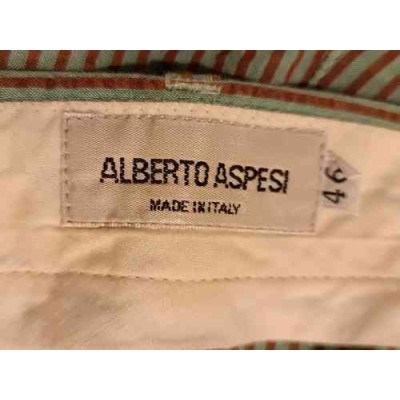 ALBERTO ASPESI
MADE IN ITALY
46